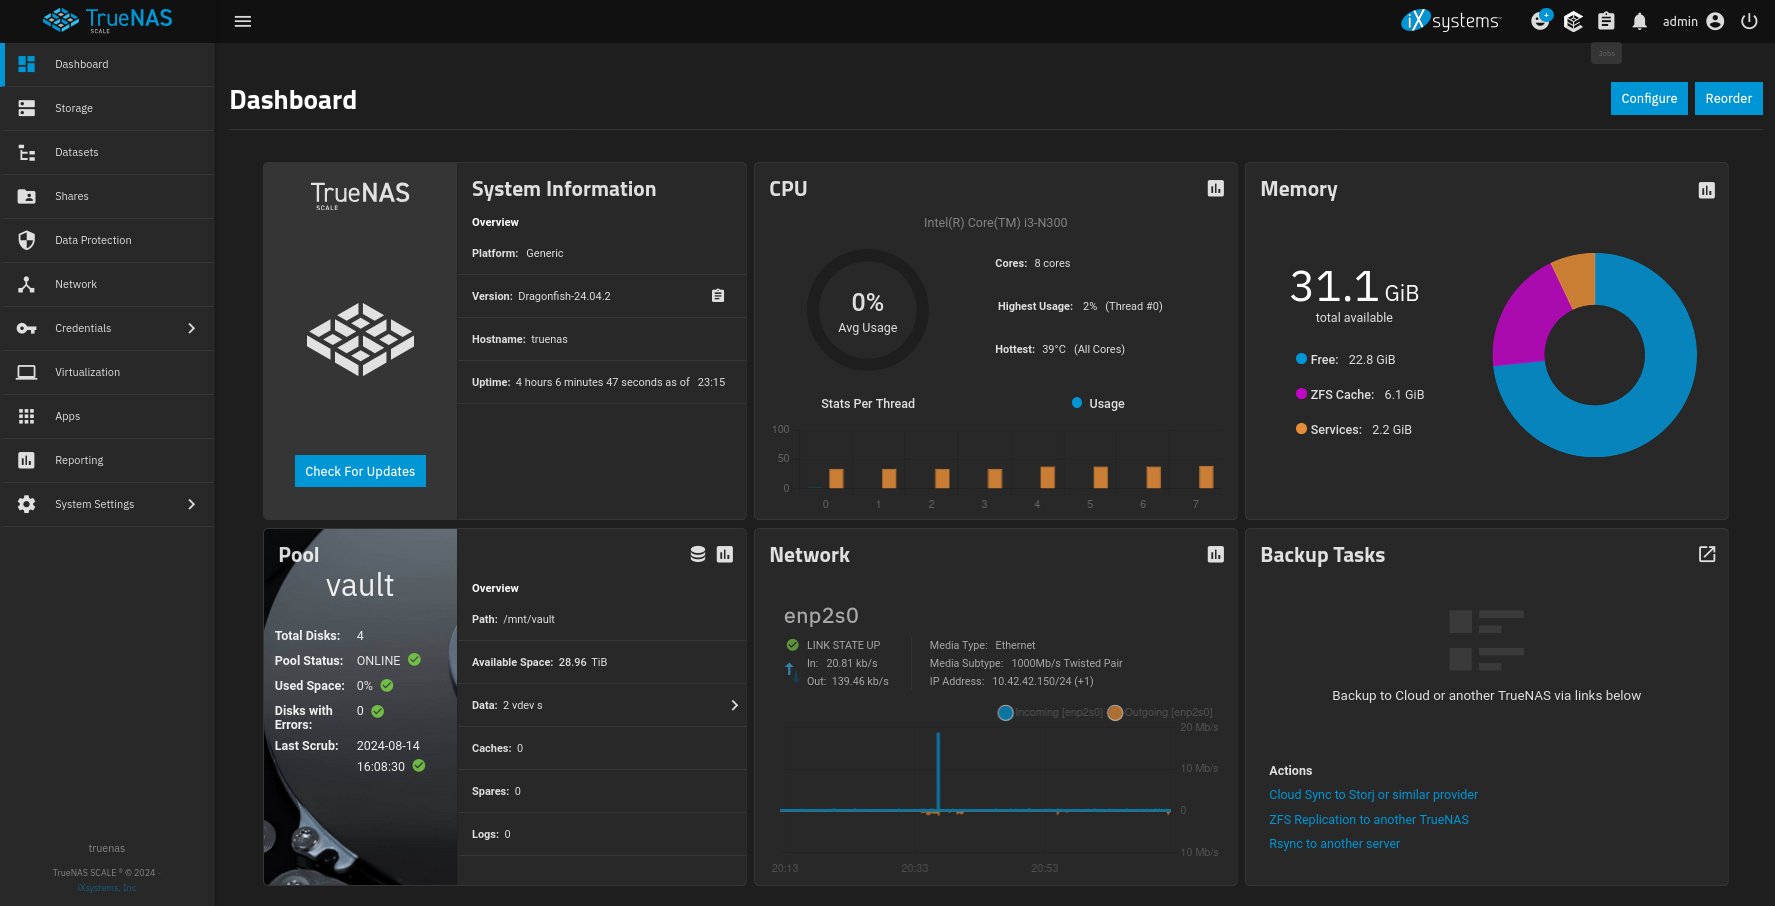 TrueNAS
SCALE
iXsystems
+
admin
Jobs
Dashboard
Storage
Datasets
Shares
Data Protection
Network
Credentials
Virtualization
Apps
Reporting
System Settings
truenas
TrueNAS SCALE ® © 2024 -
iXsystems, Inc
Dashboard
Configure
Reorder
TrueNAS
SCALE
Check For Updates
System Information
Overview
Platform: Generic
Version: Dragonfish-24.04.2
Hostname: truenas
Uptime: 4 hours 6 minutes 47 seconds as of 23:15
CPU
Intel(R) Core(TM) i3-N300
0%
Avg Usage
Cores: 8 cores
Highest Usage: 2% (Thread #0)
Hottest: 39°C (All Cores)
Stats Per Thread
Usage
100
50
0
0 1 2 3 4 5 6 7
Memory
31.1 GiB
total available
Free: 22.8 GiB
ZFS Cache: 6.1 GiB
Services: 2.2 GiB
Pool
vault
Total Disks: 4
Pool Status: ONLINE
Used Space: 0%
Disks with Errors: 0
Last Scrub: 2024-08-14
16:08:30
Overview
Path: /mnt/vault
Available Space: 28.96 TiB
Data: 2 vdev s
Caches: 0
Spares: 0
Logs: 0
Network
enp2s0
LINK STATE UP
In: 20.81 kb/s
Out: 139.46 kb/s
Media Type: Ethernet
Media Subtype: 1000Mb/s Twisted Pair
IP Address: 10.42.42.150/24 (+1)
Incoming [enp2s0] Outgoing [enp2s0]
20 Mb/s
10 Mb/s
0
10 Mb/s
20:13 20:33 20:53
Backup Tasks
Backup to Cloud or another TrueNAS via links below
Actions
Cloud Sync to Storj or similar provider
ZFS Replication to another TrueNAS
Rsync to another server